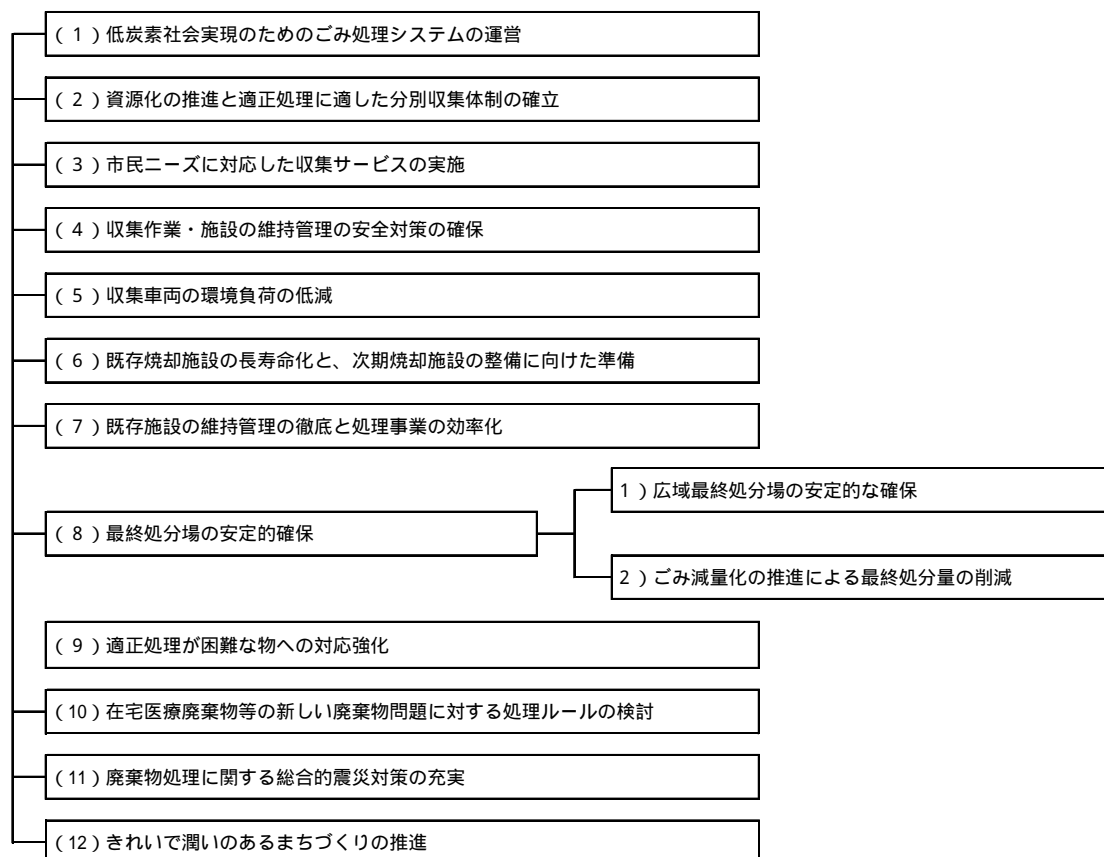 (1)低炭素社会実現のためのごみ処理システムの運営
(2)資源化の推進と適正処理に適した分別収集体制の確立
(3)市民ニーズに対応した収集サービスの実施
(4)収集作業・施設の維持管理の安全対策の確保
(5)収集車両の環境負荷の低減
(6)既存焼却施設の長寿命化と、次期焼却施設の整備に向けた準備
(7)既存施設の維持管理の徹底と処理事業の効率化
(8)最終処分場の安定的確保
1)広域最終処分場の安定的な確保
2)ごみ減量化の推進による最終処分量の削減
(9)適正処理が困難な物への対応強化
(10)在宅医療廃棄物等の新しい廃棄物問題に対する処理ルールの検討
(11)廃棄物処理に関する総合的震災対策の充実
(12)きれいで潤いのあるまちづくりの推進